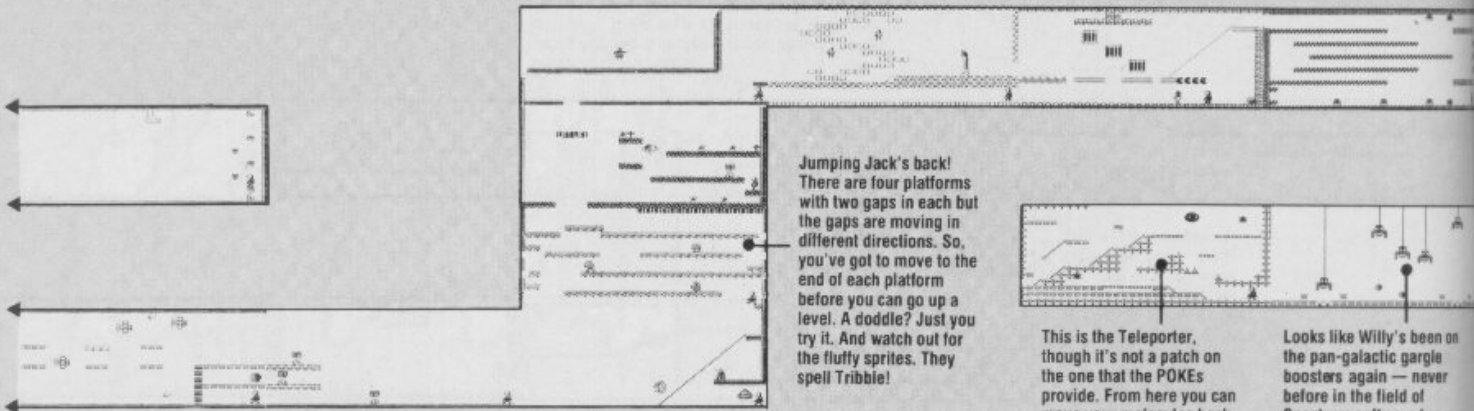 Jumping Jack's back!
There are four platforms
with two gaps in each but
the gaps are moving in
different directions. So,
you've got to move to the
end of each platform
before you can go up a
level. A doddle? Just you
try it. And watch out for
the fluffy sprites. They
spell Tribble!
This is the Teleporter,
though it's not a patch on
the one that the POKEs
provide. From here you can
Looks like Willy's been on
the pan-galactic gargle
boosters again — never
before in the field of